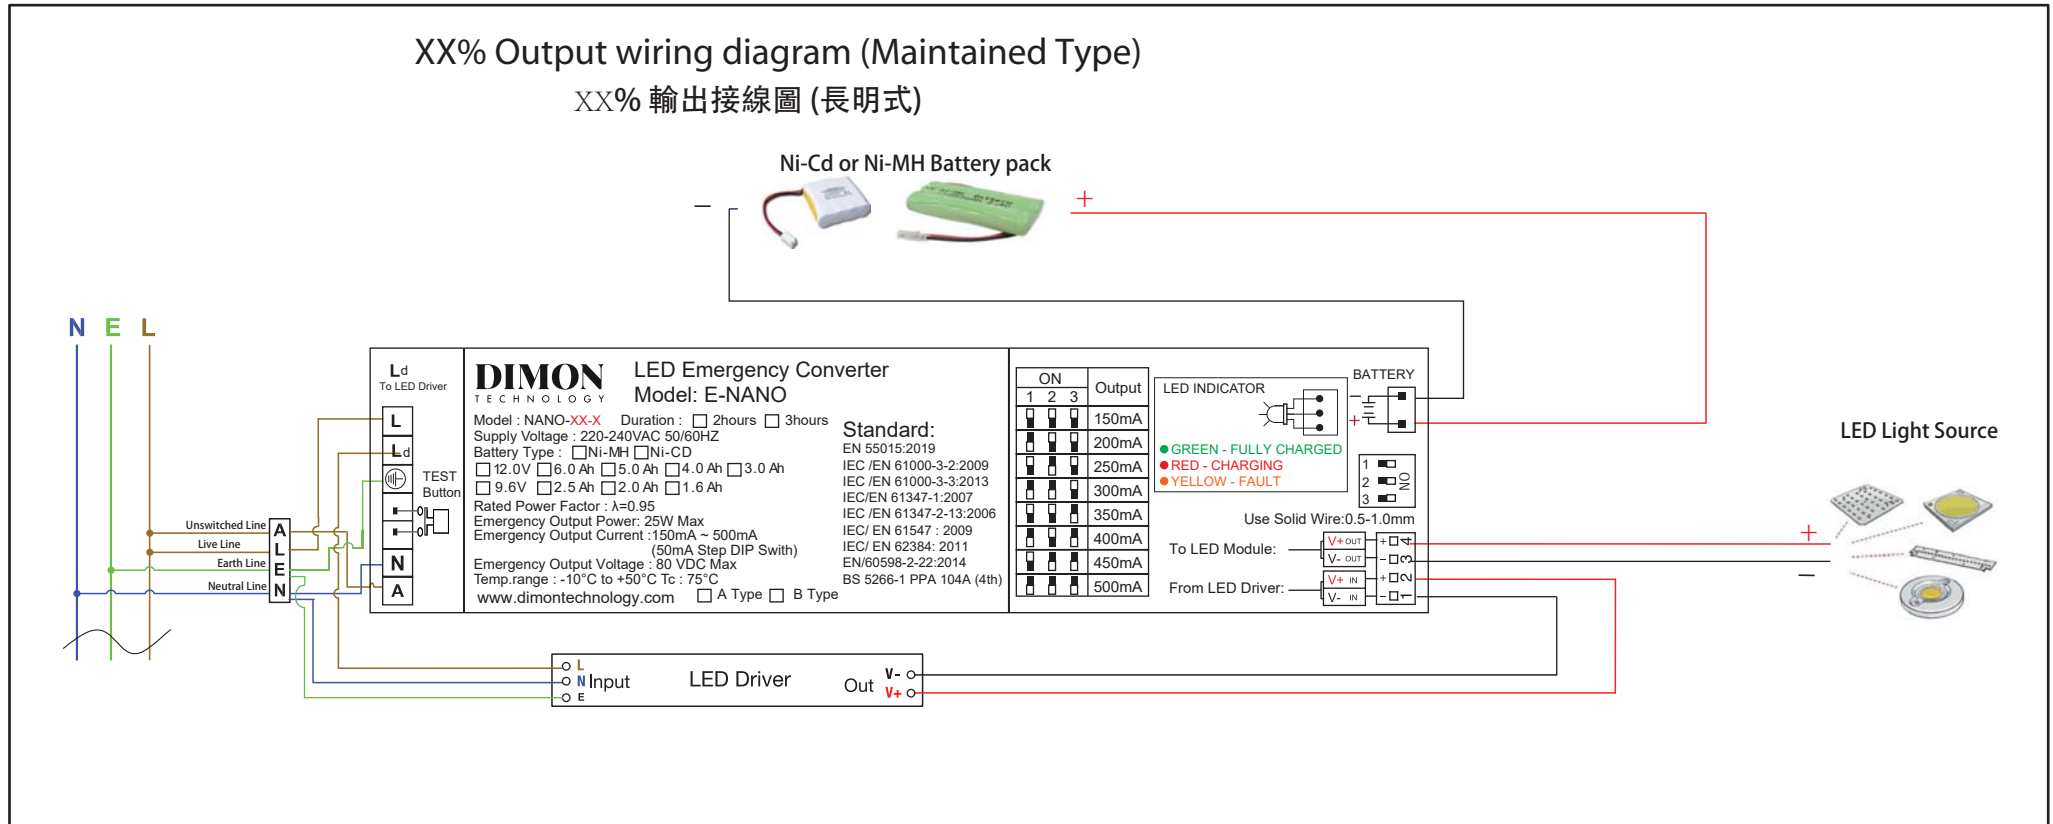 XX% Output wiring diagram (Maintained Type)
XX% 輸出接線圖 (長明式)
Ni-Cd or Ni-MH Battery pack
− +
N E L
Unswitched Line
Live Line
Earth Line
Neutral Line
A
L
E
N
Ld
To LED Driver
L
Ld
TEST
Button
N
A
DIMON
TECHNOLOGY
LED Emergency Converter
Model: E-NANO
Model : NANO-XX-X Duration : 2hours 3hours
Supply Voltage : 220-240VAC 50/60HZ
Battery Type : Ni-MH Ni-CD
12.0V 6.0 Ah 5.0 Ah 4.0 Ah 3.0 Ah
9.6V 2.5 Ah 2.0 Ah 1.6 Ah
Rated Power Factor : λ=0.95
Emergency Output Power: 25W Max
Emergency Output Current :150mA ~ 500mA
(50mA Step DIP Swith)
Emergency Output Voltage : 80 VDC Max
Temp.range : -10°C to +50°C Tc : 75°C
www.dimontechnology.com A Type B Type
Standard:
EN 55015:2019
IEC /EN 61000-3-2:2009
IEC /EN 61000-3-3:2013
IEC/EN 61347-1:2007
IEC /EN 61347-2-13:2006
IEC/ EN 61547 : 2009
IEC/ EN 62384: 2011
EN/60598-2-22:2014
BS 5266-1 PPA 104A (4th)
ON Output
1 2 3
150mA
200mA
250mA
300mA
350mA
400mA
450mA
500mA
LED INDICATOR
GREEN - FULLY CHARGED
RED - CHARGING
YELLOW - FAULT
BATTERY
−
+
1
2
3
ON
Use Solid Wire:0.5-1.0mm
To LED Module:
V+ OUT + 4
V- OUT − 3
From LED Driver:
V+ IN + 2
V- IN − 1
LED Light Source
+
−
L
N Input
E
LED Driver
Out
V-
V+